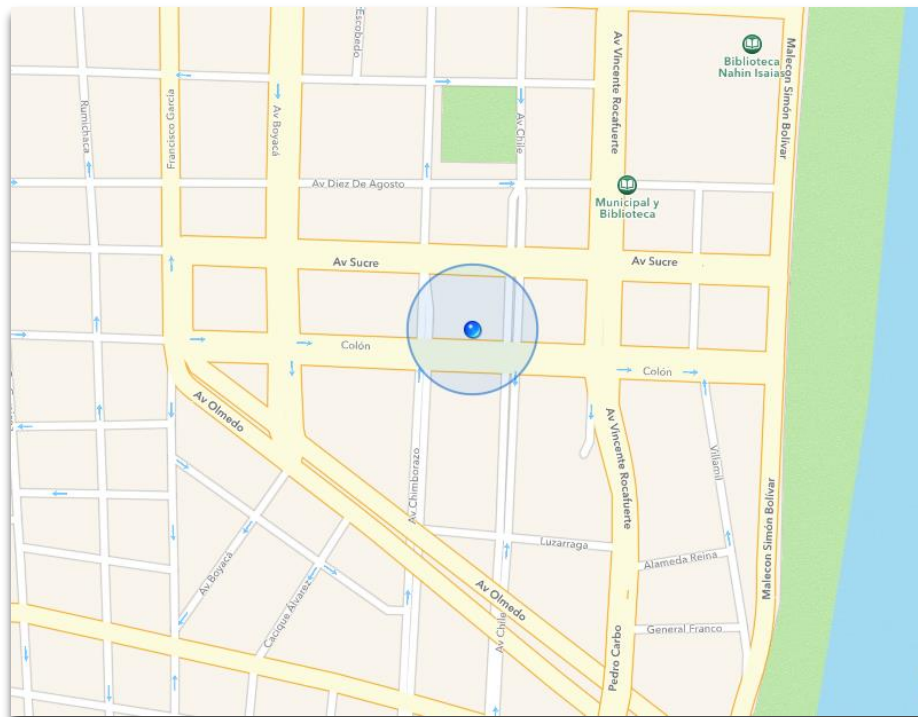 Escobedo
Av Vincente Rocafuerte
Malecon Simón Bolívar
Biblioteca
Nahin Isaias
Rumichaca
Francisco García
Av Boyacá
Av Chile
Av Diez De Agosto
Municipal y
Biblioteca
Av Sucre
Av Sucre
Colón
Colón
Av Olmedo
Av Vincente Rocafuerte
Villamil
Av Chimborazo
Malecon Simón Bolívar
Luzarraga
Alameda Reina
Av Boyacá
Cacique Álvarez
Av Olmedo
Av Chile
General Franco
Pedro Carbo